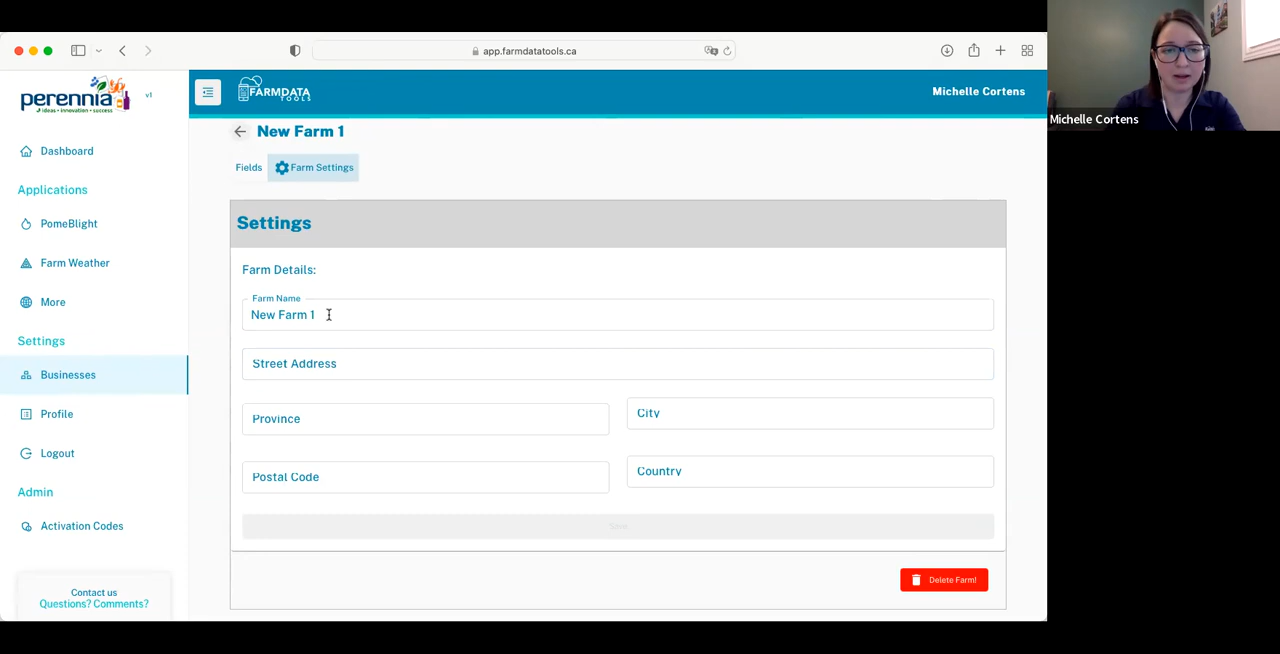 app.farmdatatools.ca
perennia
ideas • innovation • success
v1
FARMDATA
TOOLS
Michelle Cortens
Michelle Cortens
Dashboard
Applications
PomeBlight
Farm Weather
More
Settings
Businesses
Profile
Logout
Admin
Activation Codes
Contact us
Questions? Comments?
New Farm 1
Fields
Farm Settings
Settings
Farm Details:
Farm Name
New Farm 1
Street Address
Province
City
Postal Code
Country
Save
Delete Farm!